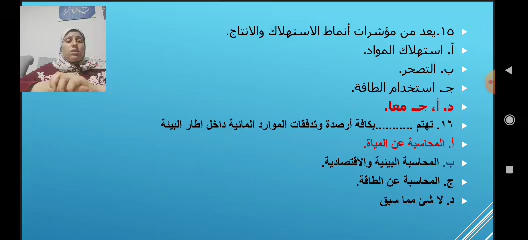 ١٥. يعد من مؤشرات أنماط الاستهلاك والانتاج.
أ. استهلاك المواد.
ب. التصحر.
جـ. استخدام الطاقة.
د. أ، جـ معا.
١٦. تهتم ...........بكافة أرصدة وتدفقات الموارد المائية داخل اطار البيئة
أ. المحاسبة عن المياة.
ب. المحاسبة البيئية والاقتصادية.
ج. المحاسبة عن الطاقة.
د. لا شئ مما سبق